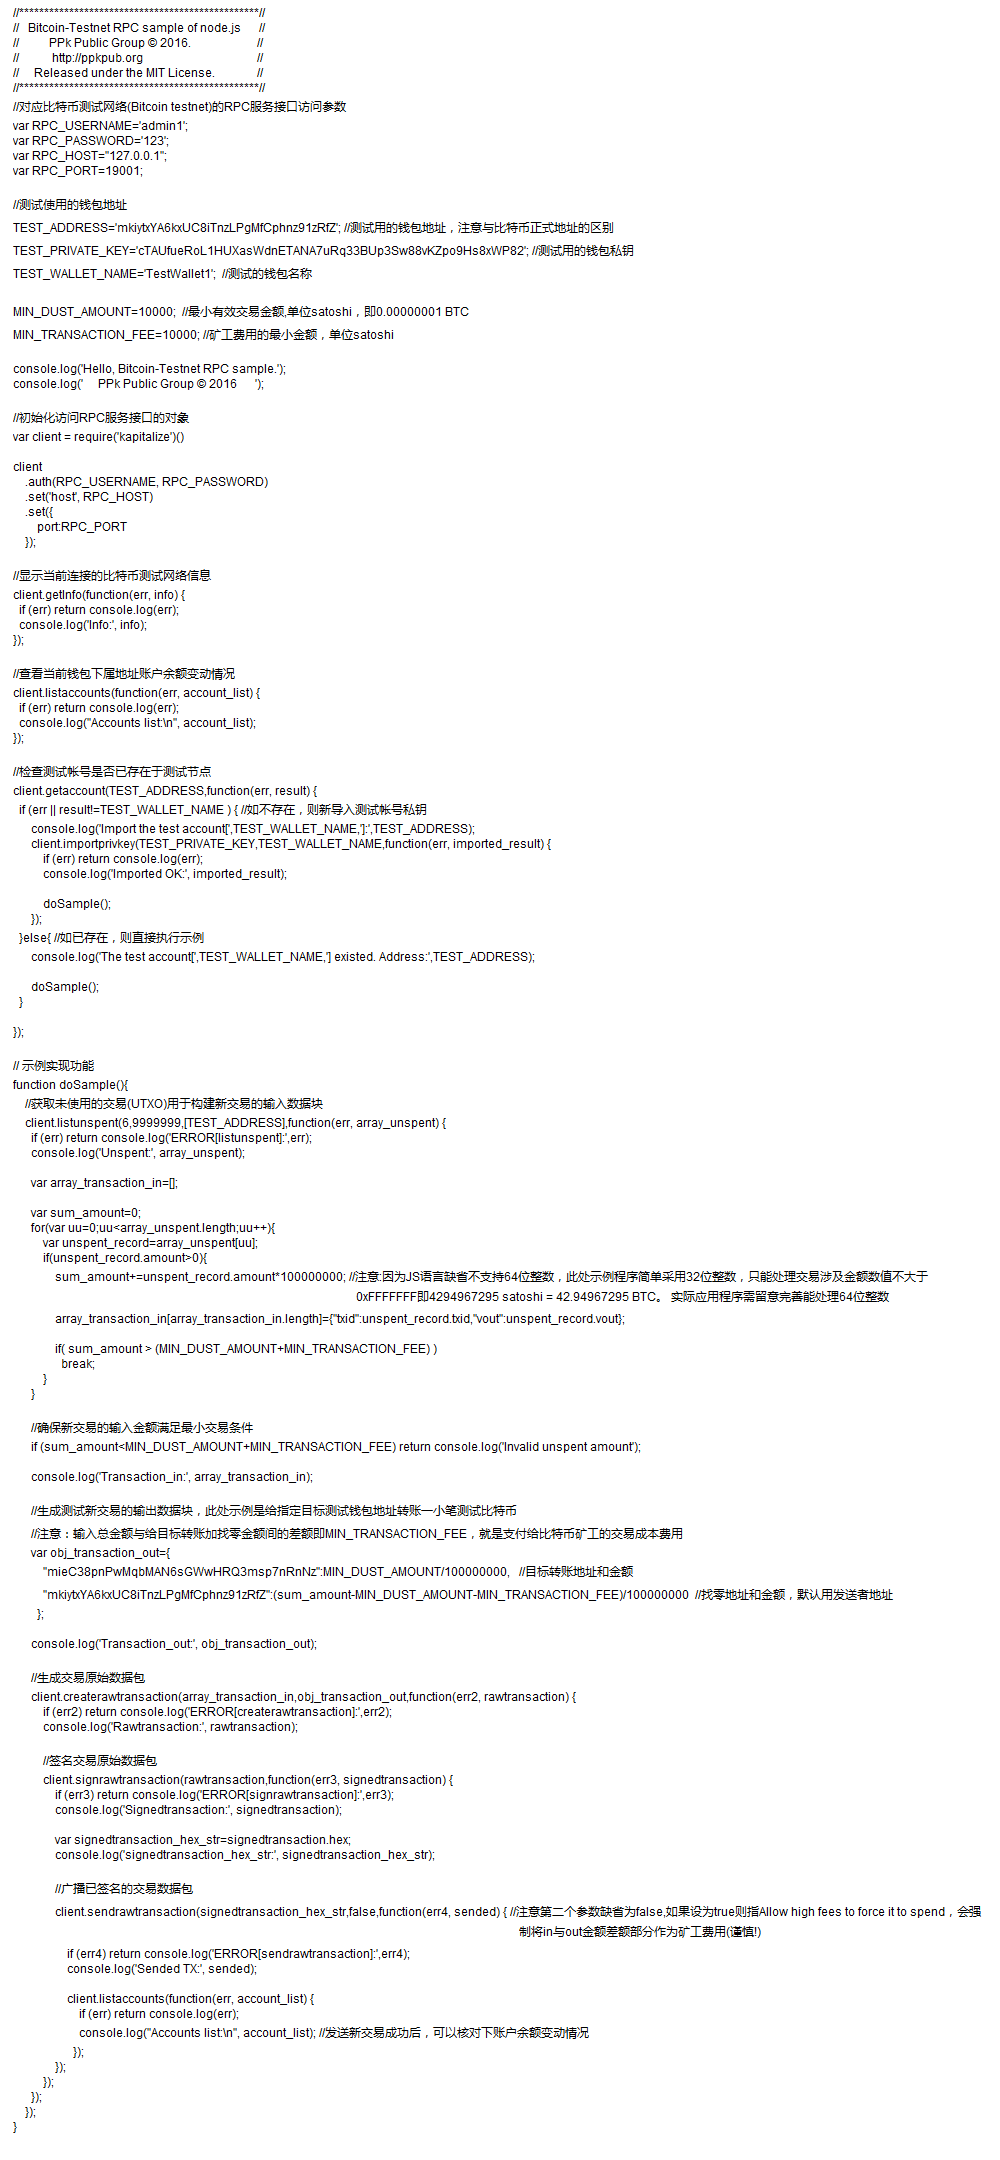 //************************************************//
// Bitcoin-Testnet RPC sample of node.js //
// PPk Public Group © 2016. //
// http://ppkpub.org //
// Released under the MIT License. //
//************************************************//
//对应比特币测试网络(Bitcoin testnet)的RPC服务接口访问参数
var RPC_USERNAME='admin1';
var RPC_PASSWORD='123';
var RPC_HOST="127.0.0.1";
var RPC_PORT=19001;
//测试使用的钱包地址
TEST_ADDRESS='mkiytxYA6kxUC8iTnzLPgMfCphnz91zRfZ'; //测试用的钱包地址，注意与比特币正式地址的区别
TEST_PRIVATE_KEY='cTAUfueRoL1HUXasWdnETANA7uRq33BUp3Sw88vKZpo9Hs8xWP82'; //测试用的钱包私钥
TEST_WALLET_NAME='TestWallet1'; //测试的钱包名称
MIN_DUST_AMOUNT=10000; //最小有效交易金额,单位satoshi，即0.00000001 BTC
MIN_TRANSACTION_FEE=10000; //矿工费用的最小金额，单位satoshi
console.log('Hello, Bitcoin-Testnet RPC sample.');
console.log(' PPk Public Group © 2016 ');
//初始化访问RPC服务接口的对象
var client = require('kapitalize')()
client
.auth(RPC_USERNAME, RPC_PASSWORD)
.set('host', RPC_HOST)
.set({
port:RPC_PORT
});
//显示当前连接的比特币测试网络信息
client.getInfo(function(err, info) {
if (err) return console.log(err);
console.log('Info:', info);
});
//查看当前钱包下属地址账户余额变动情况
client.listaccounts(function(err, account_list) {
if (err) return console.log(err);
console.log("Accounts list:\n", account_list);
});
//检查测试帐号是否已存在于测试节点
client.getaccount(TEST_ADDRESS,function(err, result) {
if (err || result!=TEST_WALLET_NAME ) { //如不存在，则新导入测试帐号私钥
console.log('Import the test account[',TEST_WALLET_NAME,']:',TEST_ADDRESS);
client.importprivkey(TEST_PRIVATE_KEY,TEST_WALLET_NAME,function(err, imported_result) {
if (err) return console.log(err);
console.log('Imported OK:', imported_result);
doSample();
});
}else{ //如已存在，则直接执行示例
console.log('The test account[',TEST_WALLET_NAME,'] existed. Address:',TEST_ADDRESS);
doSample();
}
});
// 示例实现功能
function doSample(){
//获取未使用的交易(UTXO)用于构建新交易的输入数据块
client.listunspent(6,9999999,[TEST_ADDRESS],function(err, array_unspent) {
if (err) return console.log('ERROR[listunspent]:',err);
console.log('Unspent:', array_unspent);
var array_transaction_in=[];
var sum_amount=0;
for(var uu=0;uu<array_unspent.length;uu++){
var unspent_record=array_unspent[uu];
if(unspent_record.amount>0){
sum_amount+=unspent_record.amount*100000000; //注意:因为JS语言缺省不支持64位整数，此处示例程序简单采用32位整数，只能处理交易涉及金额数值不大于
0xFFFFFFF即4294967295 satoshi = 42.94967295 BTC。 实际应用程序需留意完善能处理64位整数
array_transaction_in[array_transaction_in.length]={"txid":unspent_record.txid,"vout":unspent_record.vout};
if( sum_amount > (MIN_DUST_AMOUNT+MIN_TRANSACTION_FEE) )
break;
}
}
//确保新交易的输入金额满足最小交易条件
if (sum_amount<MIN_DUST_AMOUNT+MIN_TRANSACTION_FEE) return console.log('Invalid unspent amount');
console.log('Transaction_in:', array_transaction_in);
//生成测试新交易的输出数据块，此处示例是给指定目标测试钱包地址转账一小笔测试比特币
//注意：输入总金额与给目标转账加找零金额间的差额即MIN_TRANSACTION_FEE，就是支付给比特币矿工的交易成本费用
var obj_transaction_out={
"mieC38pnPwMqbMAN6sGWwHRQ3msp7nRnNz":MIN_DUST_AMOUNT/100000000, //目标转账地址和金额
"mkiytxYA6kxUC8iTnzLPgMfCphnz91zRfZ":(sum_amount-MIN_DUST_AMOUNT-MIN_TRANSACTION_FEE)/100000000 //找零地址和金额，默认用发送者地址
};
console.log('Transaction_out:', obj_transaction_out);
//生成交易原始数据包
client.createrawtransaction(array_transaction_in,obj_transaction_out,function(err2, rawtransaction) {
if (err2) return console.log('ERROR[createrawtransaction]:',err2);
console.log('Rawtransaction:', rawtransaction);
//签名交易原始数据包
client.signrawtransaction(rawtransaction,function(err3, signedtransaction) {
if (err3) return console.log('ERROR[signrawtransaction]:',err3);
console.log('Signedtransaction:', signedtransaction);
var signedtransaction_hex_str=signedtransaction.hex;
console.log('signedtransaction_hex_str:', signedtransaction_hex_str);
//广播已签名的交易数据包
client.sendrawtransaction(signedtransaction_hex_str,false,function(err4, sended) { //注意第二个参数缺省为false,如果设为true则指Allow high fees to force it to spend，会强
制将in与out金额差额部分作为矿工费用(谨慎!)
if (err4) return console.log('ERROR[sendrawtransaction]:',err4);
console.log('Sended TX:', sended);
client.listaccounts(function(err, account_list) {
if (err) return console.log(err);
console.log("Accounts list:\n", account_list); //发送新交易成功后，可以核对下账户余额变动情况
});
});
});
});
});
}